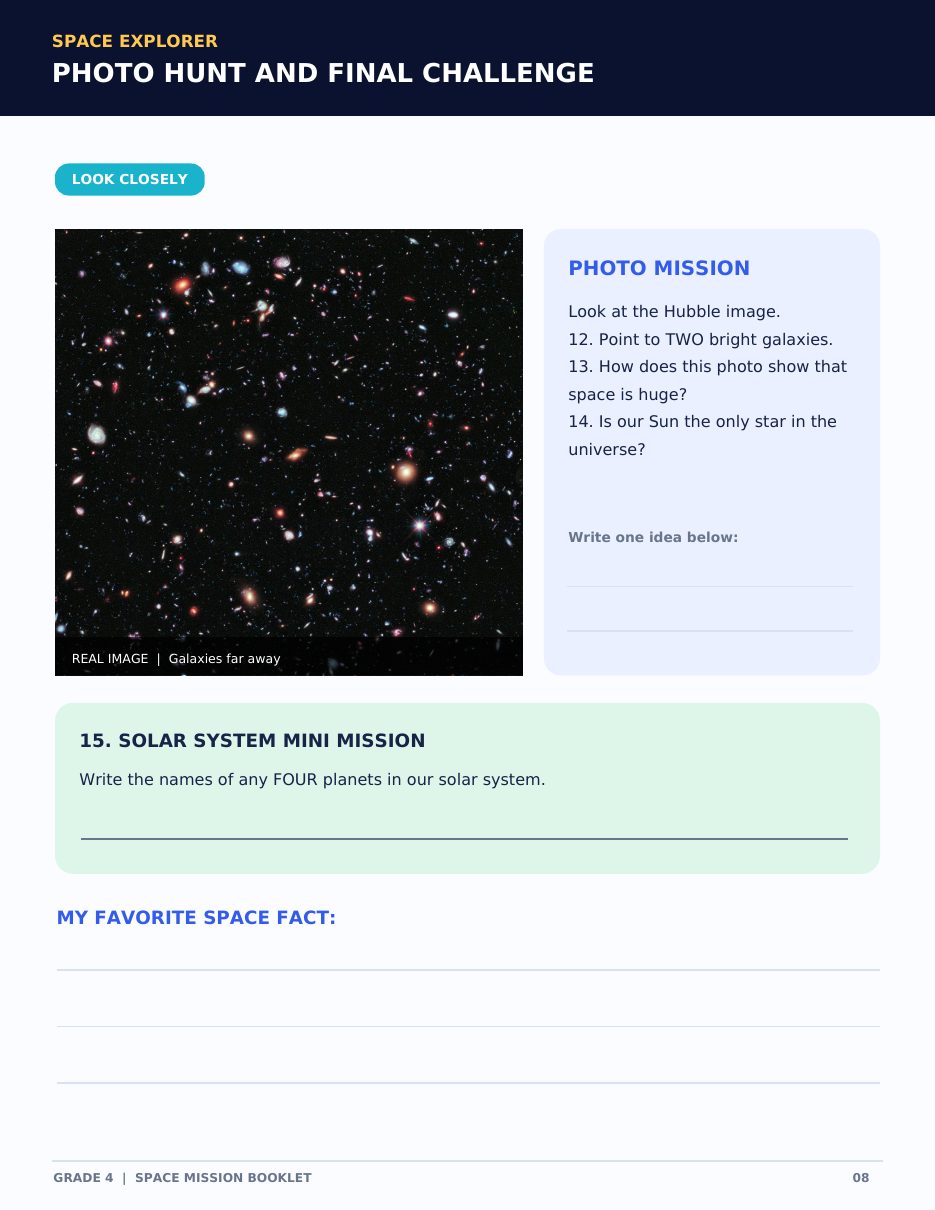 SPACE EXPLORER
PHOTO HUNT AND FINAL CHALLENGE
LOOK CLOSELY
REAL IMAGE | Galaxies far away
PHOTO MISSION
Look at the Hubble image.
12. Point to TWO bright galaxies.
13. How does this photo show that
space is huge?
14. Is our Sun the only star in the
universe?
Write one idea below:
15. SOLAR SYSTEM MINI MISSION
Write the names of any FOUR planets in our solar system.
MY FAVORITE SPACE FACT:
GRADE 4 | SPACE MISSION BOOKLET
08